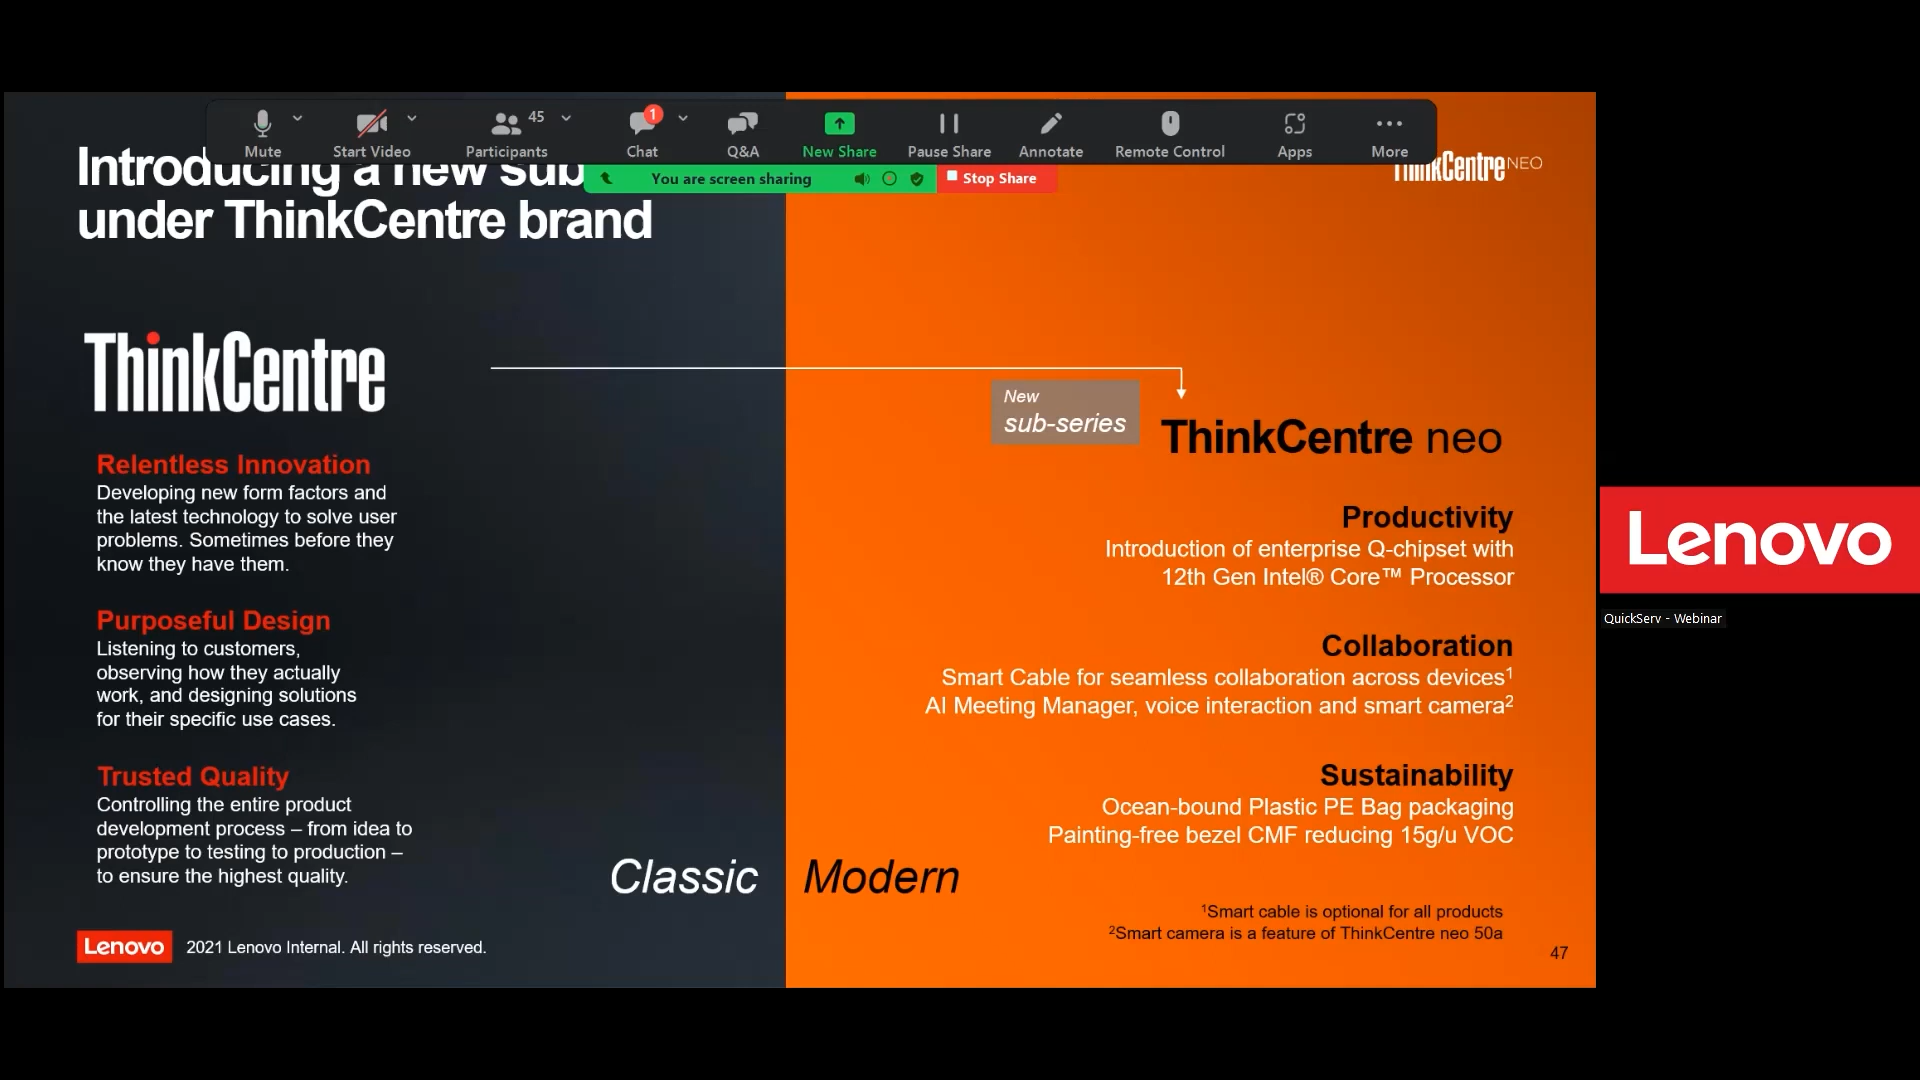 Mute
Start Video
45
Participants
1
Chat
Q&A
New Share
Pause Share
Annotate
Remote Control
Apps
More
You are screen sharing
Stop Share
Introducing a new sub
under ThinkCentre brand
ThinkCentre NEO
ThinkCentre
Relentless Innovation
Developing new form factors and
the latest technology to solve user
problems. Sometimes before they
know they have them.
Purposeful Design
Listening to customers,
observing how they actually
work, and designing solutions
for their specific use cases.
Trusted Quality
Controlling the entire product
development process – from idea to
prototype to testing to production –
to ensure the highest quality.
Classic
Lenovo
2021 Lenovo Internal. All rights reserved.
New
sub-series
ThinkCentre neo
Productivity
Introduction of enterprise Q-chipset with
12th Gen Intel® Core™ Processor
Collaboration
Smart Cable for seamless collaboration across devices¹
AI Meeting Manager, voice interaction and smart camera²
Sustainability
Ocean-bound Plastic PE Bag packaging
Painting-free bezel CMF reducing 15g/u VOC
Modern
¹Smart cable is optional for all products
²Smart camera is a feature of ThinkCentre neo 50a
47
Lenovo
QuickServ - Webinar